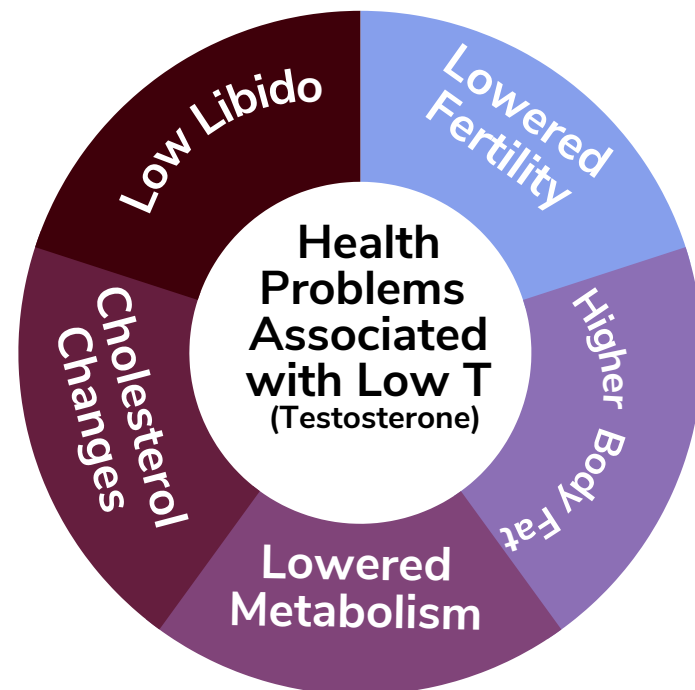 Health
Problems
Associated
with Low T
(Testosterone)
Lowered
Fertility
Higher Body Fat
Lowered
Metabolism
Cholesterol
Changes
Low Libido